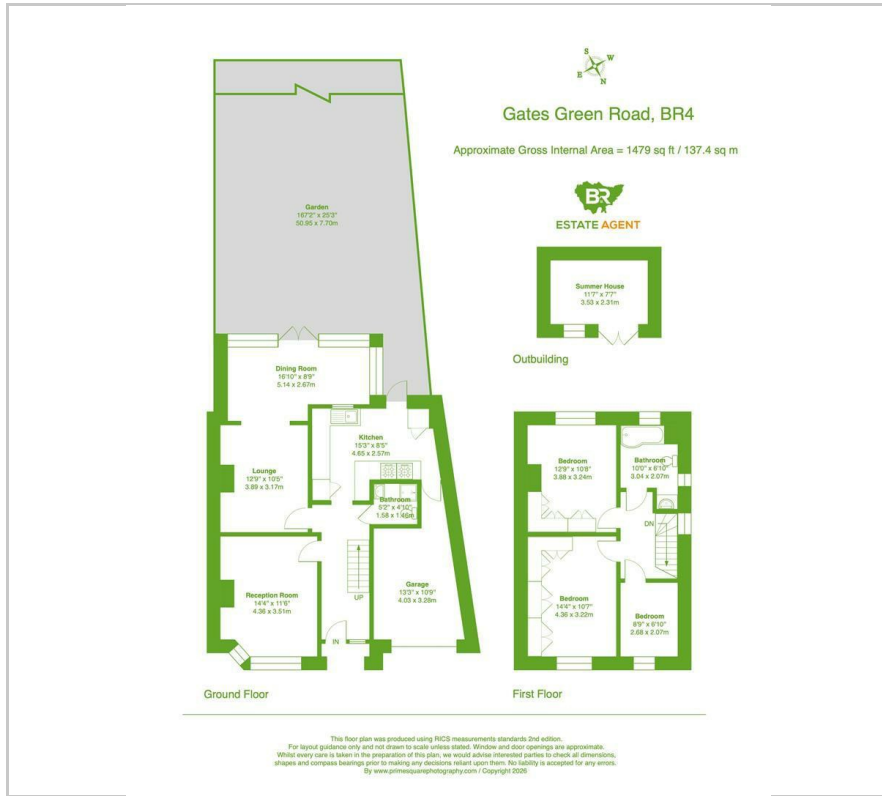 S
W
E
N
Gates Green Road, BR4
Approximate Gross Internal Area = 1479 sq ft / 137.4 sq m
BR
ESTATE AGENT
Garden
167'2" x 25'3"
50.95 x 7.70m
Summer House
11'7" x 7'7"
3.53 x 2.31m
Outbuilding
Dining Room
16'10" x 8'9"
5.14 x 2.67m
Kitchen
15'3" x 8'5"
4.65 x 2.57m
Lounge
12'9" x 10'5"
3.89 x 3.17m
Bathroom
5'2" x 4'10"
1.58 x 1.46m
Reception Room
14'4" x 11'6"
4.36 x 3.51m
UP
Garage
13'3" x 10'9"
4.03 x 3.28m
IN
Ground Floor
Bedroom
12'9" x 10'8"
3.88 x 3.24m
Bathroom
10'0" x 6'10"
3.04 x 2.07m
DN
Bedroom
14'4" x 10'7"
4.36 x 3.22m
Bedroom
8'9" x 6'10"
2.68 x 2.07m
First Floor
This floor plan was produced using RICS measurements standards 2nd edition.
For layout guidance only and not drawn to scale unless stated. Window and door openings are approximate.
Whilst every care is taken in the preparation of this plan, we would advise interested parties to check all dimensions,
shapes and compass bearings prior to making any decisions reliant upon them. No liability is accepted for any errors.
By www.primesquarephotography.com / Copyright 2026